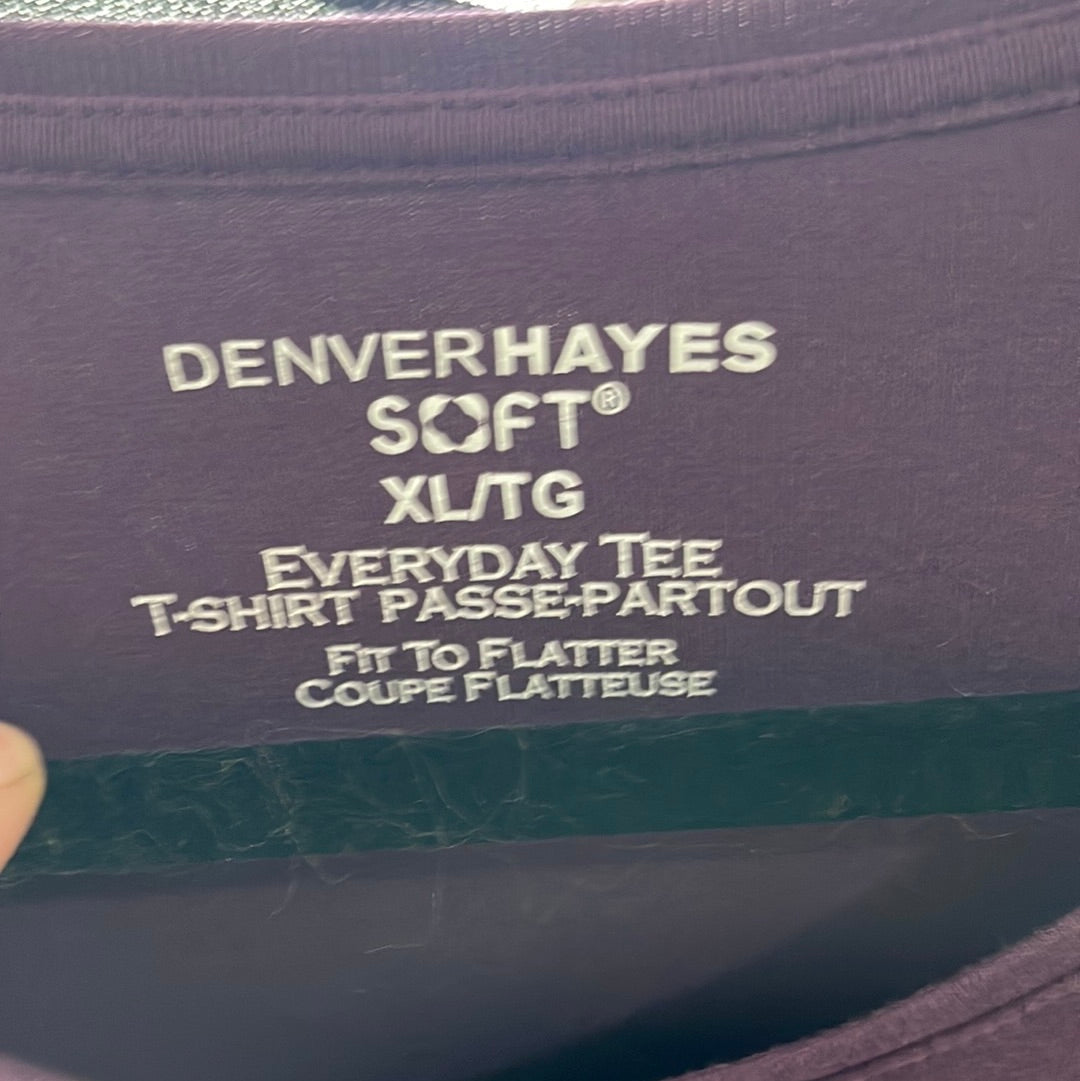 DENVERHAYES
SOFT®
XL/TG
EVERYDAY TEE
T-SHIRT PASSE-PARTOUT
FIT TO FLATTER
COUPE FLATTEUSE